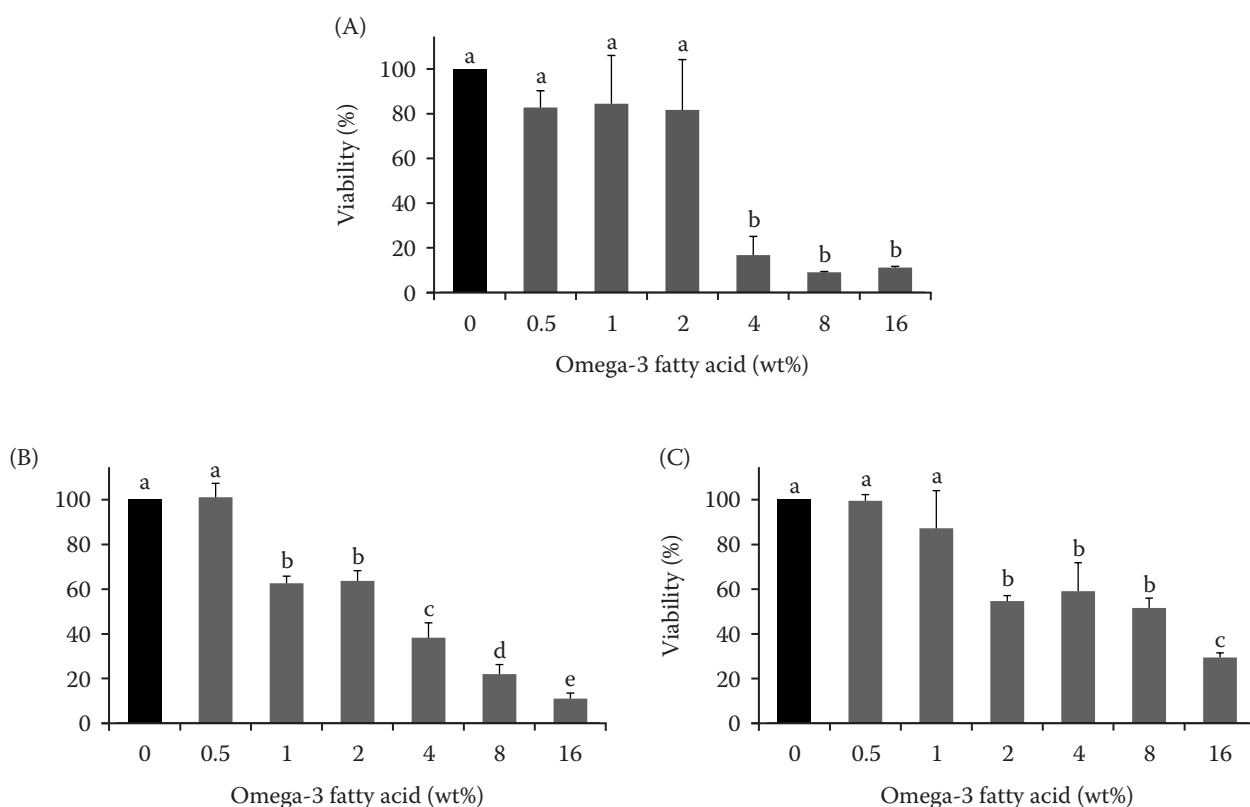 (A)
a a a a b b b
100
80
60
40
20
0
Viability (%)
0 0.5 1 2 4 8 16
Omega-3 fatty acid (wt%)
(B)
a a b b c d e
100
80
60
40
20
0
0 0.5 1 2 4 8 16
Omega-3 fatty acid (wt%)
(C)
a a a b b b c
100
80
60
40
20
0
Viability (%)
0 0.5 1 2 4 8 16
Omega-3 fatty acid (wt%)